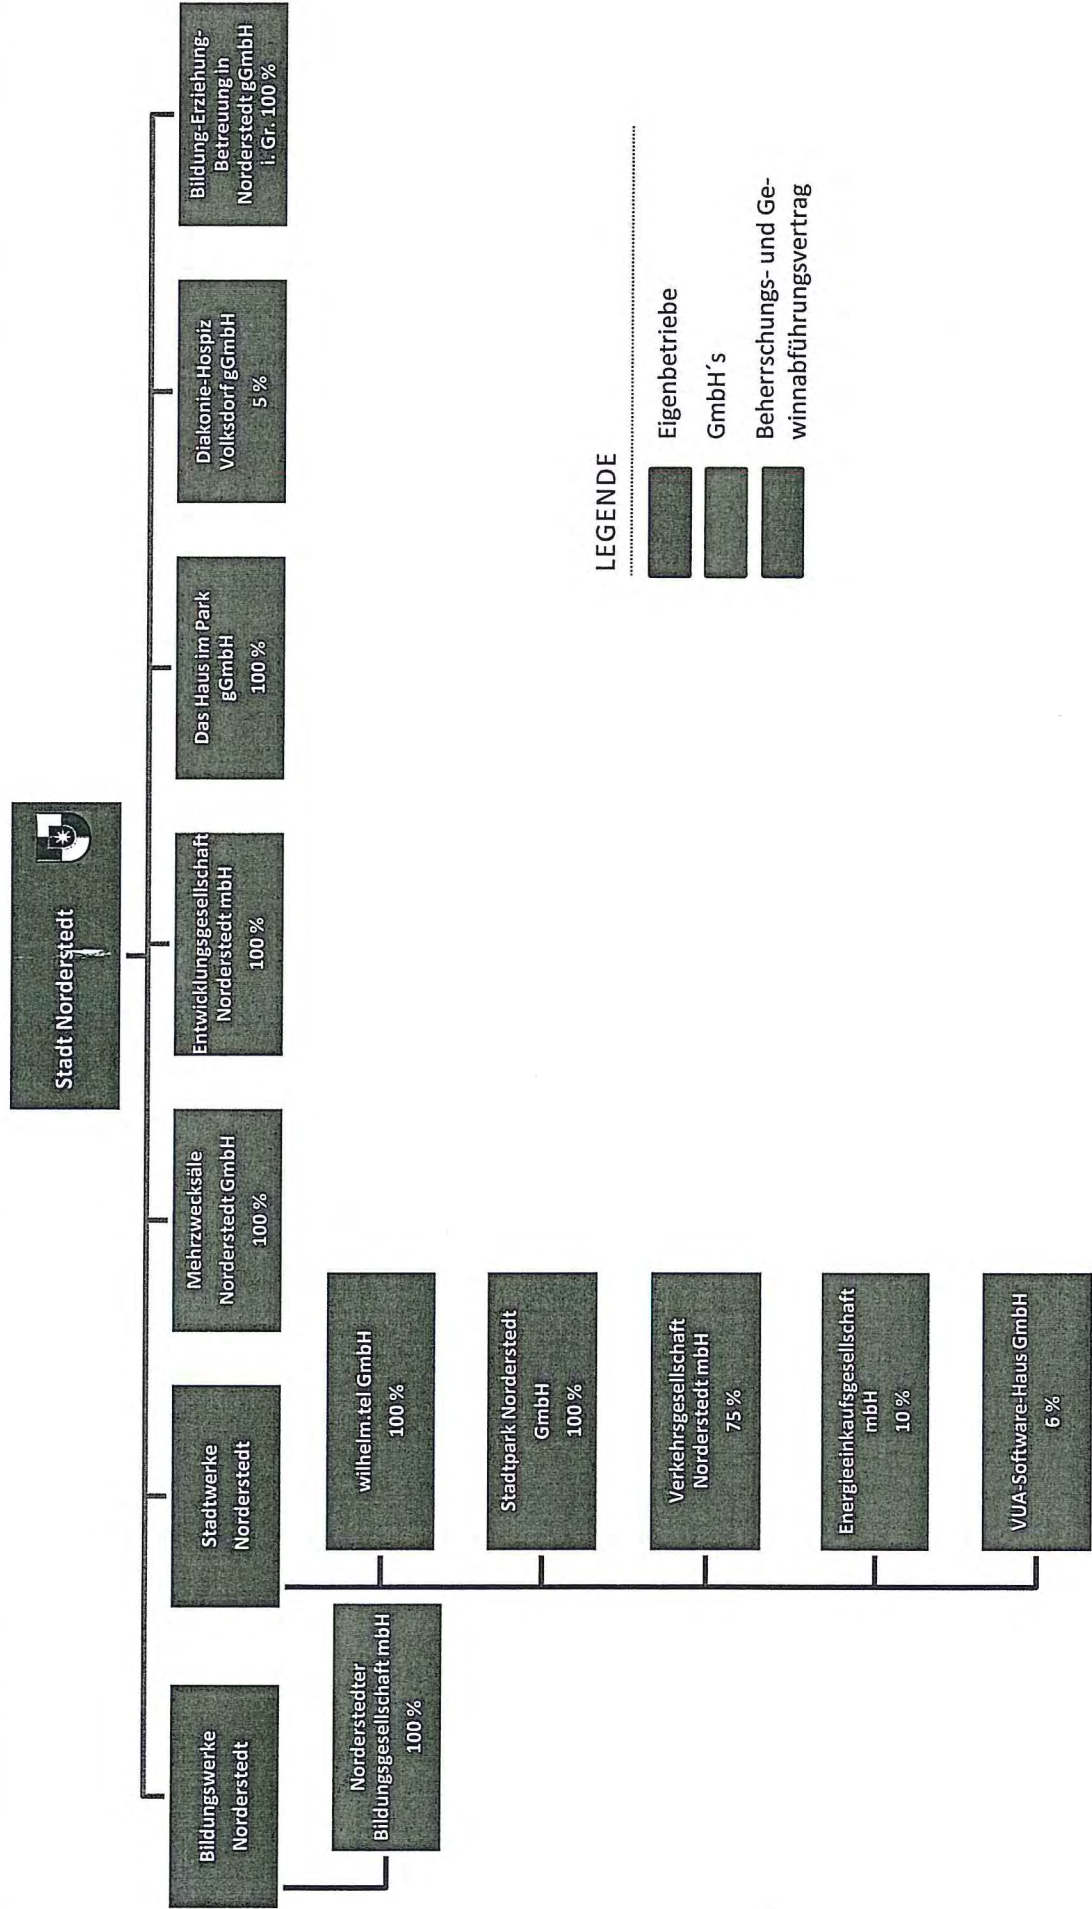 Stadt Norderstedt
Bildungswerke
Norderstedt
Stadtwerke
Norderstedt
Mehrzwecksäle
Norderstedt GmbH
100 %
Entwicklungsgesellschaft
Norderstedt mbH
100 %
Das Haus im Park
gGmbH
100 %
Diakonie-Hospiz
Volksdorf gGmbH
5 %
Bildung-Erziehung-
Betreuung in
Norderstedt gGmbH
i. Gr. 100 %
Norderstedter
Bildungsgesellschaft mbH
100 %
wilhelm.tel GmbH
100 %
Stadtpark Norderstedt
GmbH
100 %
Verkehrsgesellschaft
Norderstedt mbH
75 %
Energieeinkaufsgesellschaft
mbH
10 %
VUA-Software-Haus GmbH
6 %
LEGENDE
Eigenbetriebe
GmbH´s
Beherrschungs- und Ge-
winnabführungsvertrag